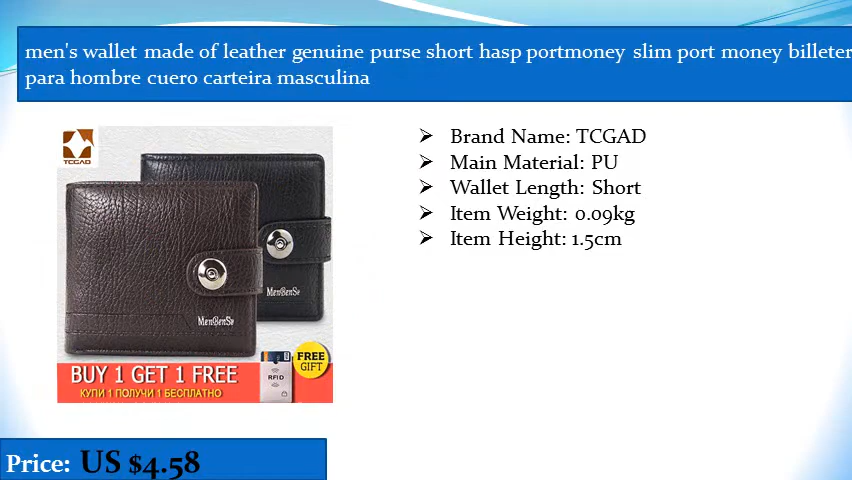 men's wallet made of leather genuine purse short hasp portmoney slim port money billeter
para hombre cuero carteira masculina
TCGAD
MenBenSe
MenBenSe
BUY 1 GET 1 FREE
КУПИ 1 ПОЛУЧИ 1 БЕСПЛАТНО
RFID
FREE
GIFT
Brand Name: TCGAD
Main Material: PU
Wallet Length: Short
Item Weight: 0.09kg
Item Height: 1.5cm
Price: US $4.58